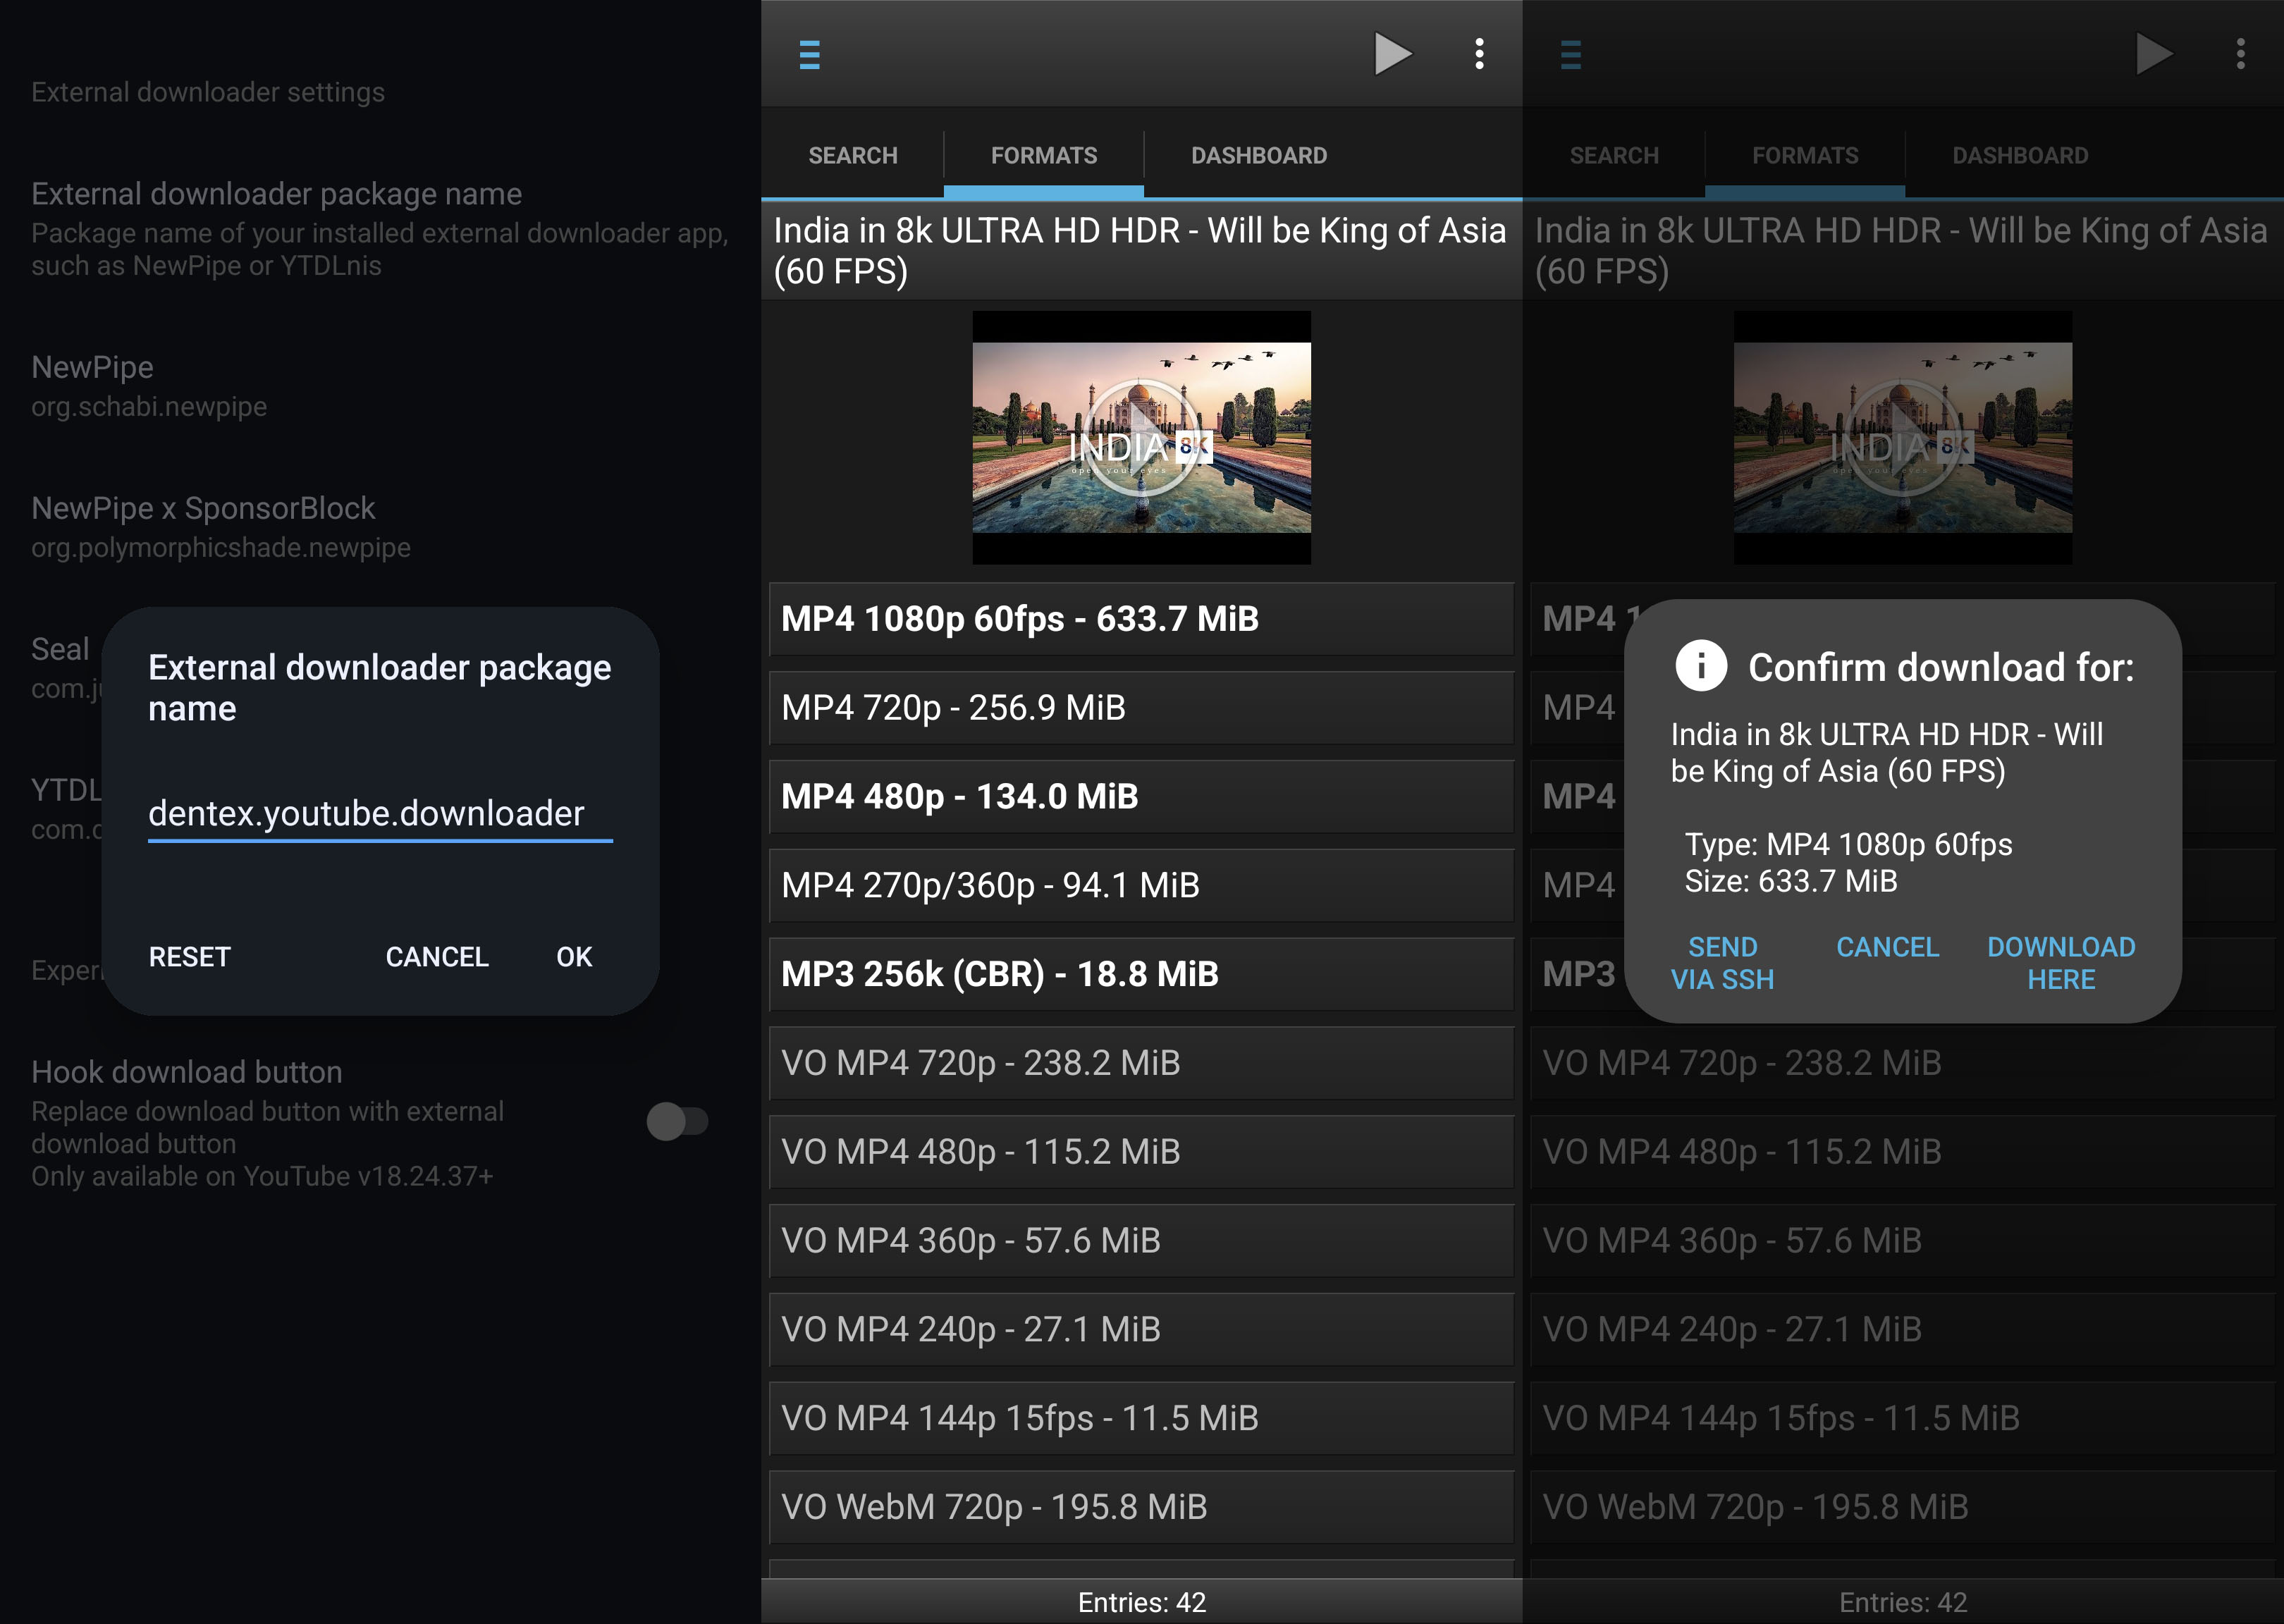 External downloader settings
External downloader package name
Package name of your installed external downloader app,
such as NewPipe or YTDLnis
NewPipe
org.schabi.newpipe
NewPipe x SponsorBlock
org.polymorphicshade.newpipe
Seal
YTDL
External downloader package
name
dentex.youtube.downloader
RESET CANCEL OK
Hook download button
Replace download button with external
download button
Only available on YouTube v18.24.37+
SEARCH FORMATS DASHBOARD
India in 8k ULTRA HD HDR - Will be King of Asia
(60 FPS)
INDIA 8K
open your eyes
MP4 1080p 60fps - 633.7 MiB
MP4 720p - 256.9 MiB
MP4 480p - 134.0 MiB
MP4 270p/360p - 94.1 MiB
MP3 256k (CBR) - 18.8 MiB
VO MP4 720p - 238.2 MiB
VO MP4 480p - 115.2 MiB
VO MP4 360p - 57.6 MiB
VO MP4 240p - 27.1 MiB
VO MP4 144p 15fps - 11.5 MiB
VO WebM 720p - 195.8 MiB
Entries: 42
SEARCH FORMATS DASHBOARD
India in 8k ULTRA HD HDR - Will be King of Asia
(60 FPS)
INDIA 8K
open your eyes
MP4 1
MP4
MP4
MP4
MP3
Confirm download for:
India in 8k ULTRA HD HDR - Will
be King of Asia (60 FPS)
Type: MP4 1080p 60fps
Size: 633.7 MiB
SEND
VIA SSH
CANCEL
DOWNLOAD
HERE
VO MP4 720p - 238.2 MiB
VO MP4 480p - 115.2 MiB
VO MP4 360p - 57.6 MiB
VO MP4 240p - 27.1 MiB
VO MP4 144p 15fps - 11.5 MiB
VO WebM 720p - 195.8 MiB
Entries: 42